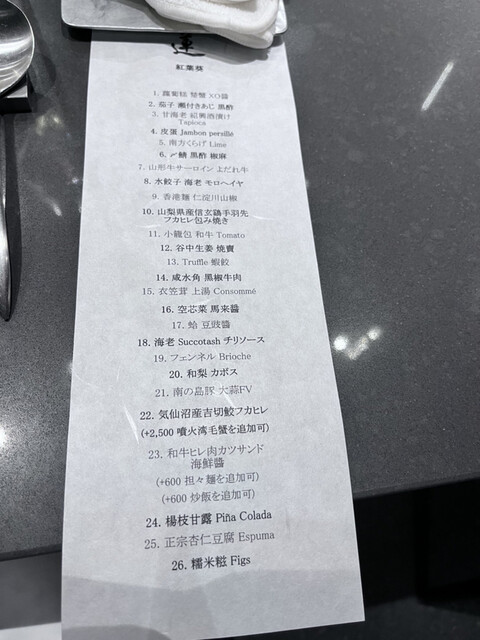 蓮
紅葉葵
1. 蘿蔔糕 螃蟹 XO醤
2. 茄子 瀬付きあじ 黒酢
3. 甘海老 紹興酒漬け
Tapioca
4. 皮蛋 Jambon persillé
5. 南方くらげ Lime
6. 〆鯖 黒酢 椒麻
7. 山形牛サーロイン よだれ牛
8. 水餃子 海老 モロヘイヤ
9. 香港麺 仁淀川山椒
10. 山梨県産信玄鶏手羽先
フカヒレ包み焼き
11. 小籠包 和牛 Tomato
12. 谷中生姜 焼賣
13. Truffle 蝦餃
14. 咸水角 黒椒牛肉
15. 衣笠茸 上湯 Consommé
16. 空芯菜 馬来醤
17. 蛤 豆豉醤
18. 海老 Succotash チリソース
19. フェンネル Brioche
20. 和梨 カボス
21. 南の島豚 大蒜FV
22. 気仙沼産吉切鮫フカヒレ
(+2,500 噴火湾毛蟹を追加可)
23. 和牛ヒレ肉カツサンド
海鮮醤
(+600 担々麺を追加可)
(+600 炒飯を追加可)
24. 楊枝甘露 Piña Colada
25. 正宗杏仁豆腐 Espuma
26. 糯米糍 Figs